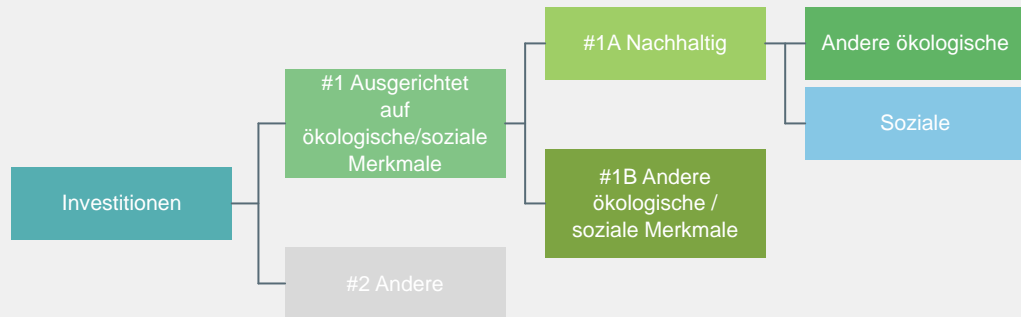 Investitionen
#1 Ausgerichtet
auf
ökologische/soziale
Merkmale
#2 Andere
#1A Nachhaltig
#1B Andere
ökologische /
soziale Merkmale
Andere ökologische
Soziale